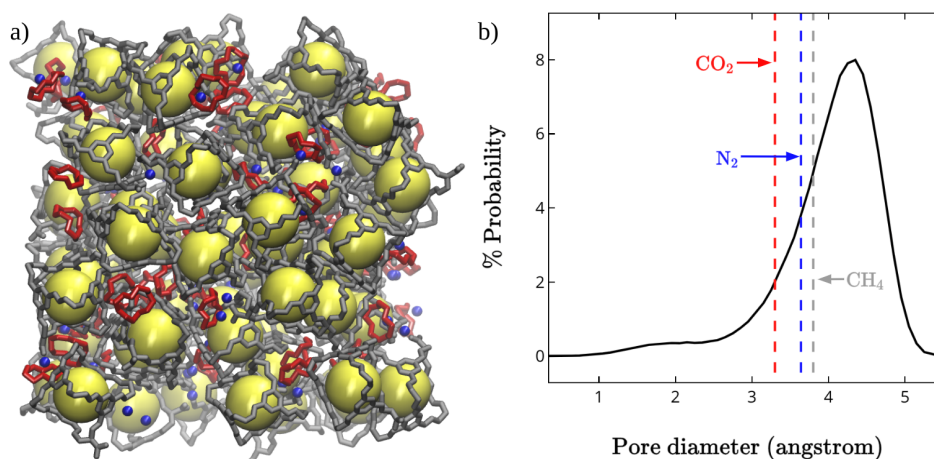 a)
b)
% Probability
8
6
4
2
0
CO₂
N₂
CH₄
1
2
3
4
5
Pore diameter (angstrom)